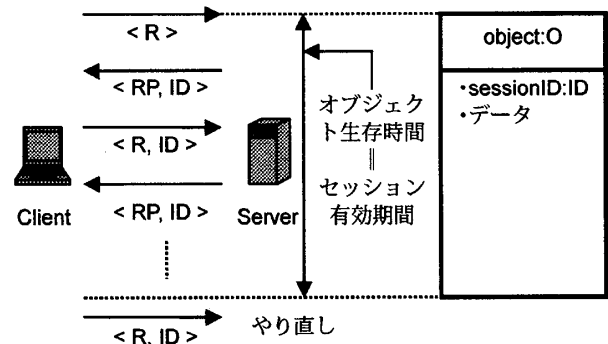 < R >
< RP, ID >
< R, ID >
< RP, ID >
< R, ID >
Client
Server
オブジェク
ト生存時間
||
セッション
有効期間
やり直し
object:O
・sessionID:ID
・データ